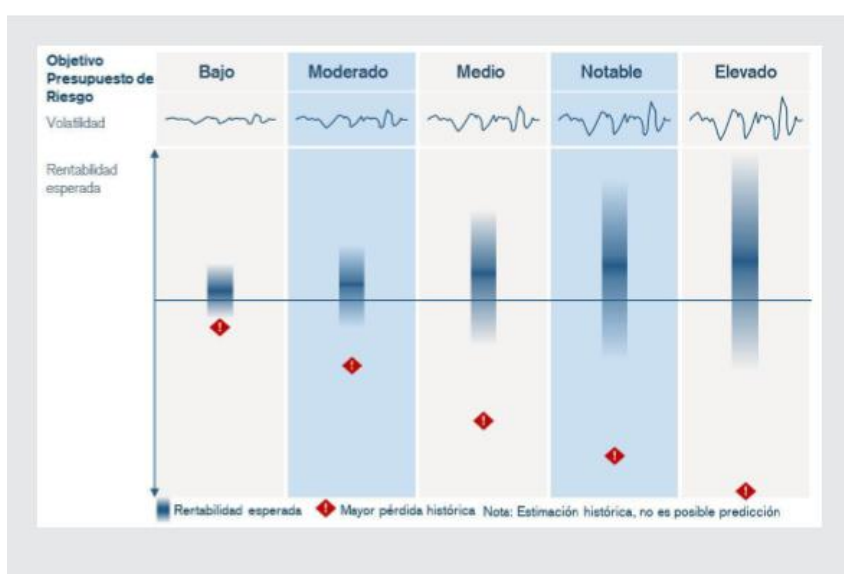 Objetivo
Presupuesto de
Riesgo
Bajo
Moderado
Medio
Notable
Elevado
Volatilidad
Rentabilidad
esperada
Rentabilidad esperada
Mayor pérdida histórica
Nota: Estimación histórica, no es posible predicción